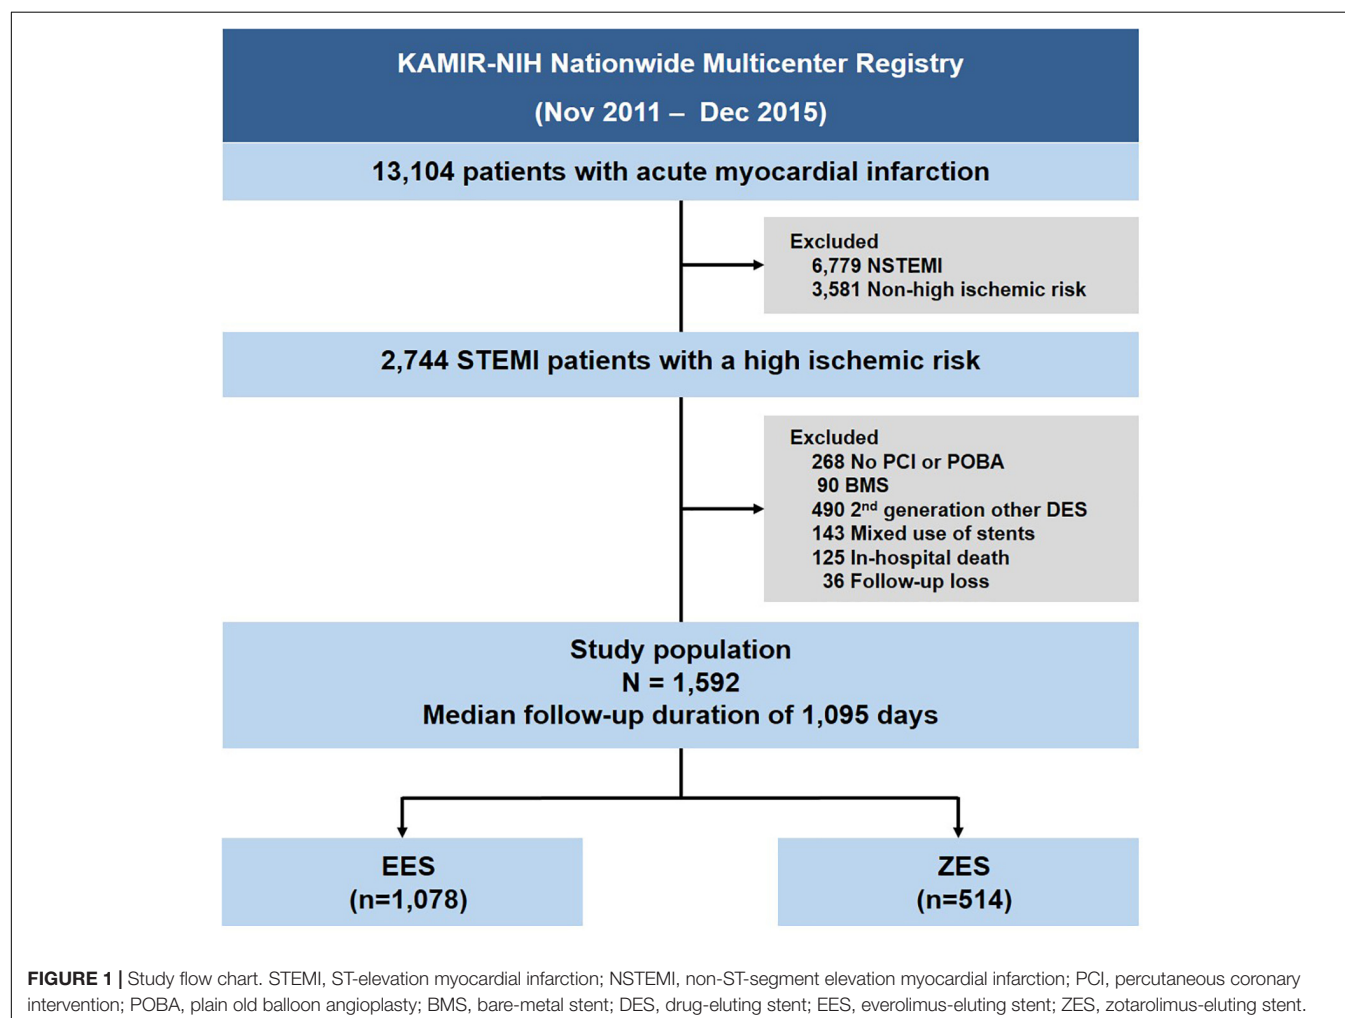 KAMIR-NIH Nationwide Multicenter Registry
(Nov 2011 – Dec 2015)
13,104 patients with acute myocardial infarction
Excluded
6,779 NSTEMI
3,581 Non-high ischemic risk
2,744 STEMI patients with a high ischemic risk
Excluded
268 No PCI or POBA
90 BMS
490 2nd generation other DES
143 Mixed use of stents
125 In-hospital death
36 Follow-up loss
Study population
N = 1,592
Median follow-up duration of 1,095 days
EES
(n=1,078)
ZES
(n=514)
FIGURE 1 | Study flow chart. STEMI, ST-elevation myocardial infarction; NSTEMI, non-ST-segment elevation myocardial infarction; PCI, percutaneous coronary
intervention; POBA, plain old balloon angioplasty; BMS, bare-metal stent; DES, drug-eluting stent; EES, everolimus-eluting stent; ZES, zotarolimus-eluting stent.